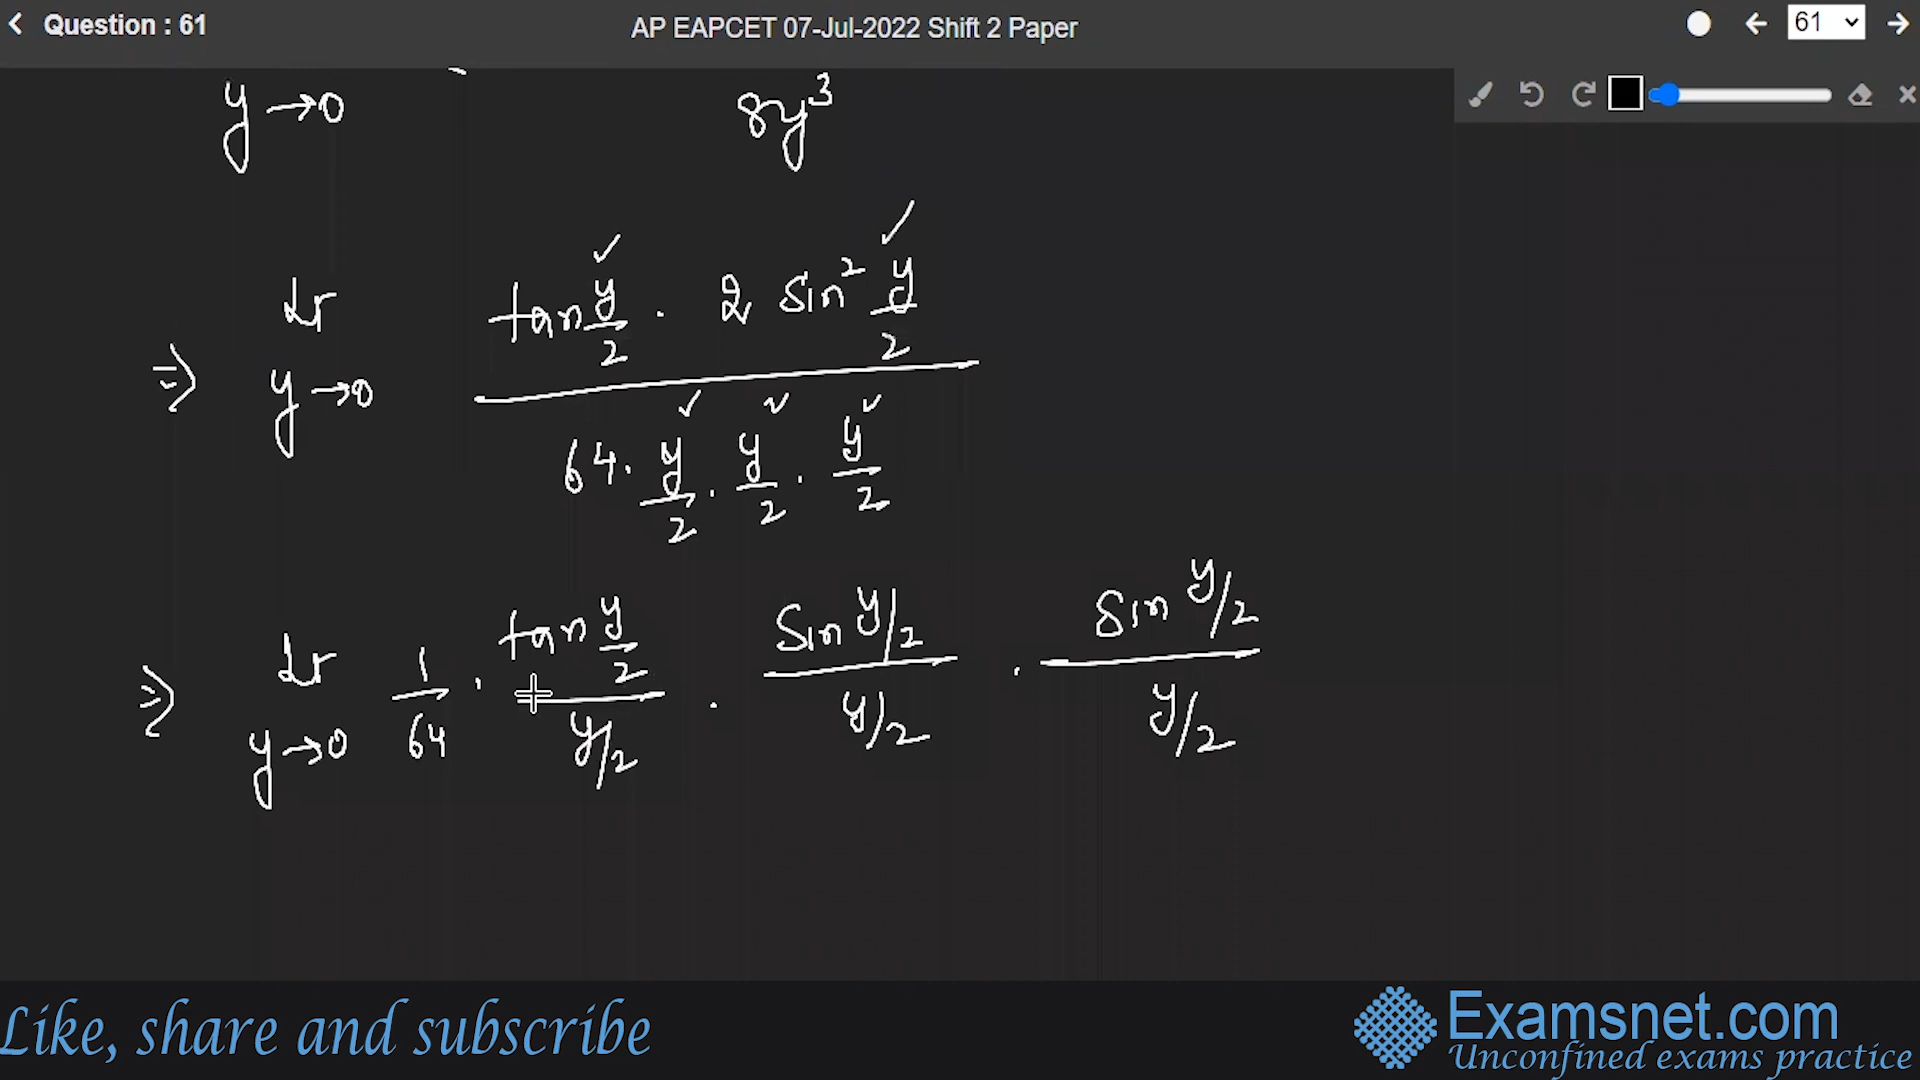 Question : 61
AP EAPCET 07-Jul-2022 Shift 2 Paper
61
y→0 8y³
⇒ Lt y→0 (tan y/2 · 2 sin² y/2) / (64 · y/2 · y/2 · y/2)
⇒ Lt y→0 1/64 · (tan y/2)/(y/2) · (sin y/2)/(y/2) · (sin y/2)/(y/2)
Like, share and subscribe
Examsnet.com
Unconfined exams practice